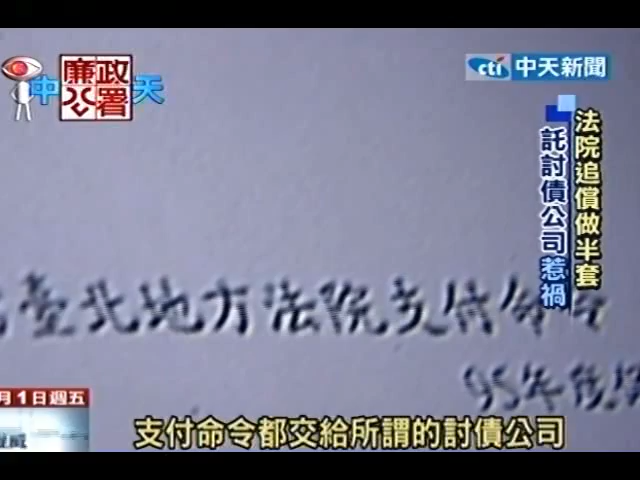 廉政公署
中天
cti 中天新聞
法院追償做半套
託討債公司惹禍
臺北地方法院支付命令
95年
月1日週五
支付命令都交給所謂的討債公司